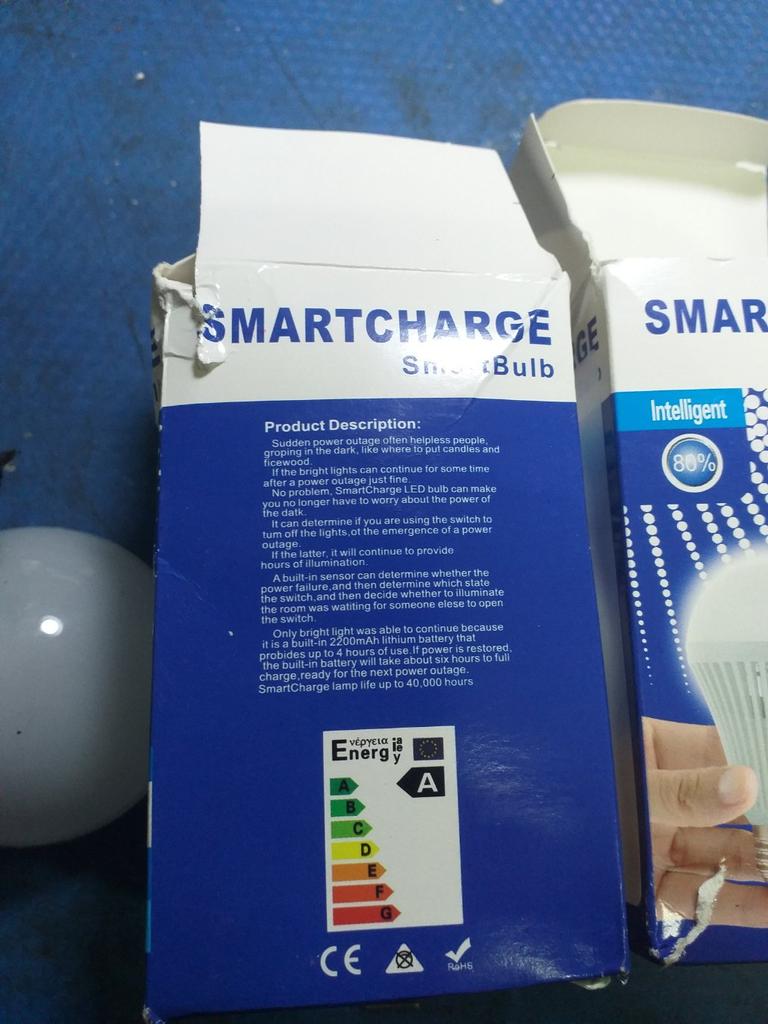 SMARTCHARGE
SmartBulb
Product Description:
Sudden power outage often helpless people,
groping in the dark, like where to put candles and
ficewood.
If the bright lights can continue for some time
after a power outage just fine.
No problem, SmartCharge LED bulb can make
you no longer have to worry about the power of
the dark.
It can determine if you are using the switch to
turn off the lights,ot the emergence of a power
outage.
If the latter, it will continue to provide
hours of illumination.
A built-in sensor can determine whether the
power failure,and then determine which state
the switch,and then decide whether to illuminate
the room was watiting for someone elese to open
the switch.
Only bright light was able to continue because
it is a built-in 2200mAh lithium battery that
probides up to 4 hours of use.If power is restored,
the built-in battery will take about six hours to full
charge,ready for the next power outage.
SmartCharge lamp life up to 40,000 hours
Energ
ενέργεια
ia
ie
y
A
A
B
C
D
E
F
G
CE
RoHS
GE
SMAR
Intelligent
80%